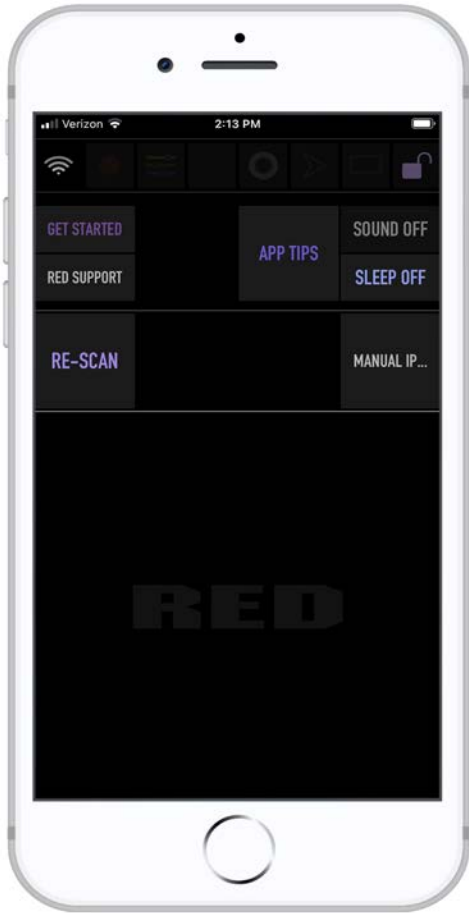 Verizon 2:13 PM
GET STARTED
APP TIPS
SOUND OFF
RED SUPPORT
SLEEP OFF
RE-SCAN
MANUAL IP...
RED